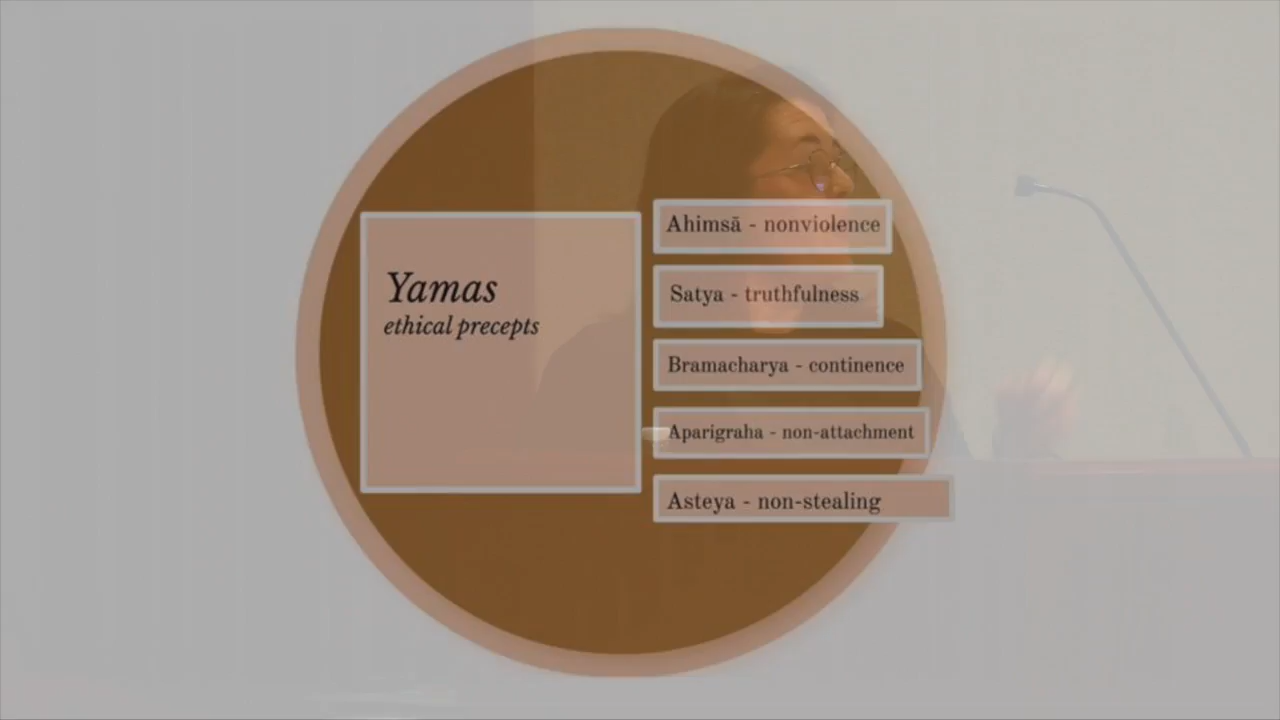 Yamas
ethical precepts
Ahimsā - nonviolence
Satya - truthfulness
Bramacharya - continence
Aparigraha - non-attachment
Asteya - non-stealing